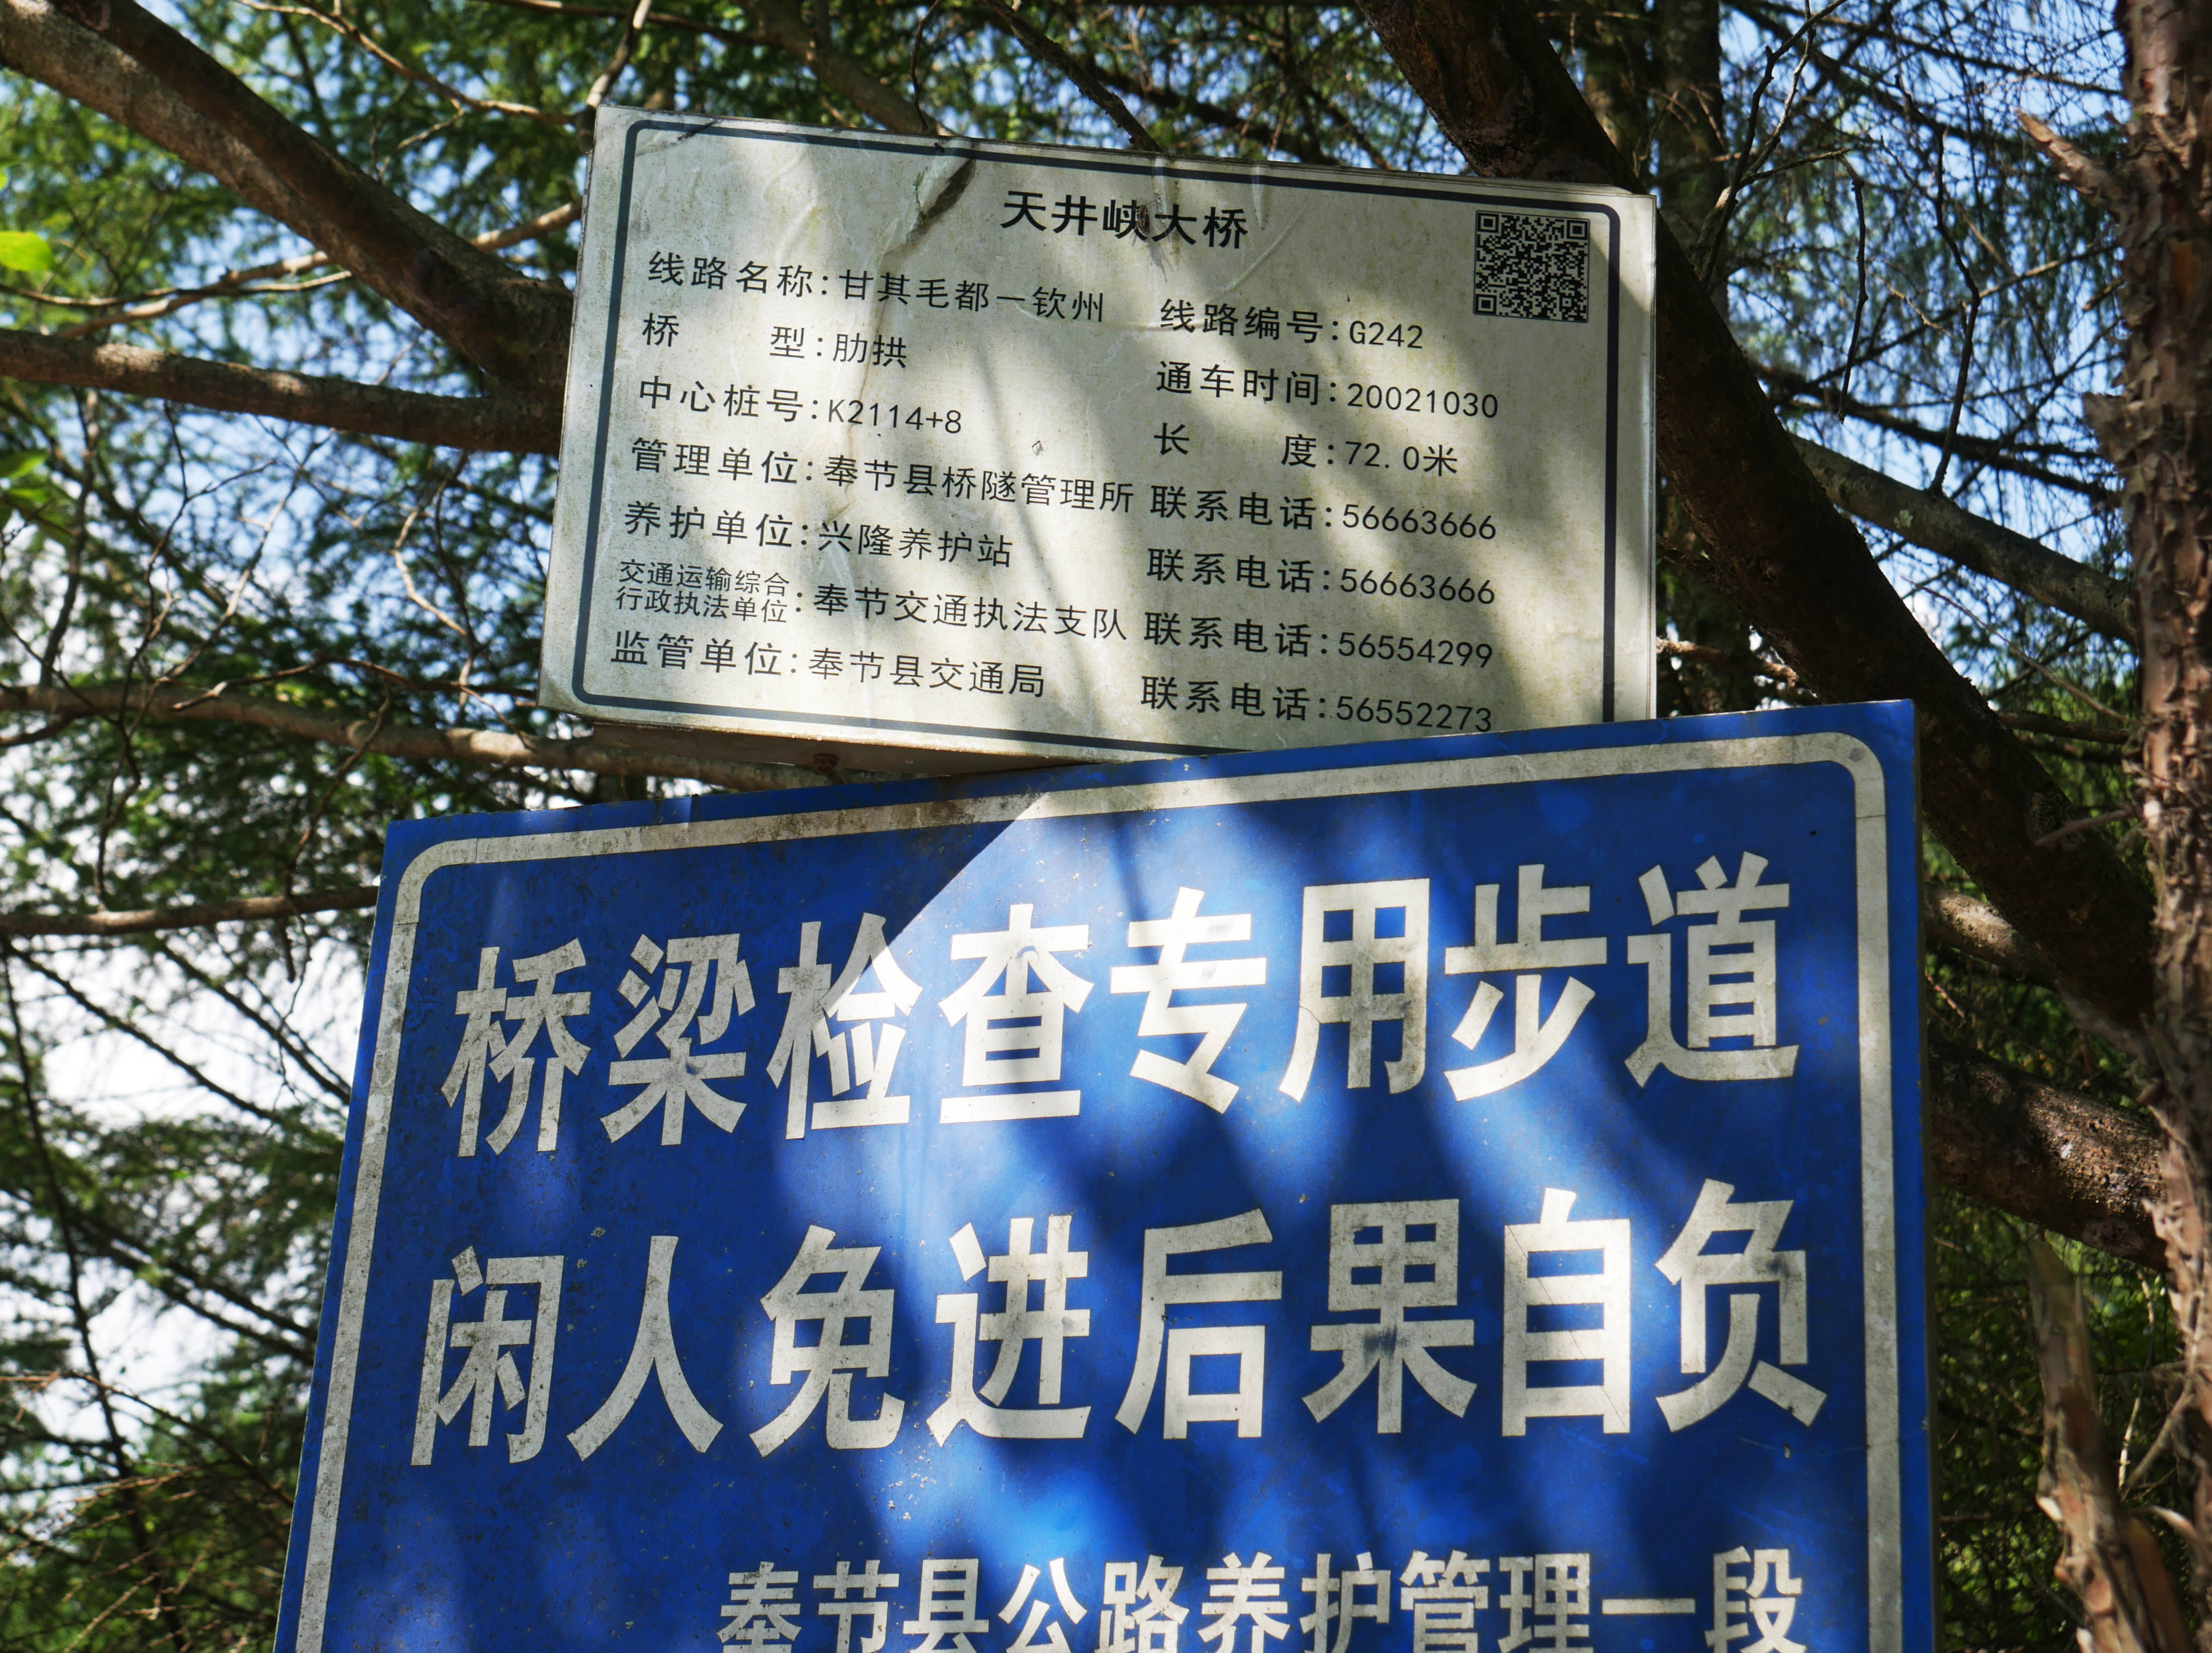 天井峡大桥
线路名称:甘其毛都－钦州 线路编号:G242
桥 型:肋拱 通车时间:20021030
中心桩号:K2114+8 长 度:72.0米
管理单位:奉节县桥隧管理所 联系电话:56663666
养护单位:兴隆养护站 联系电话:56663666
交通运输综合
行政执法单位:奉节交通执法支队 联系电话:56554299
监管单位:奉节县交通局 联系电话:56552273
桥梁检查专用步道
闲人免进后果自负
奉节县公路养护管理一段